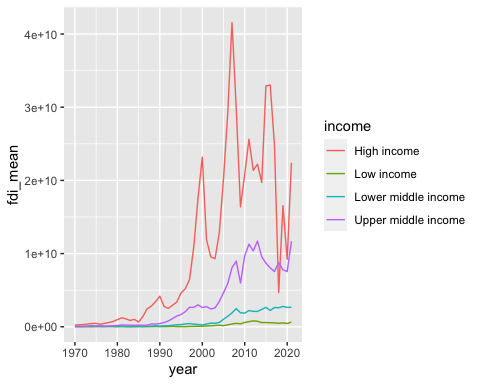 4e+10
3e+10
2e+10
1e+10
0e+00
fdi_mean
1970 1980 1990 2000 2010 2020
year
income
High income
Low income
Lower middle income
Upper middle income